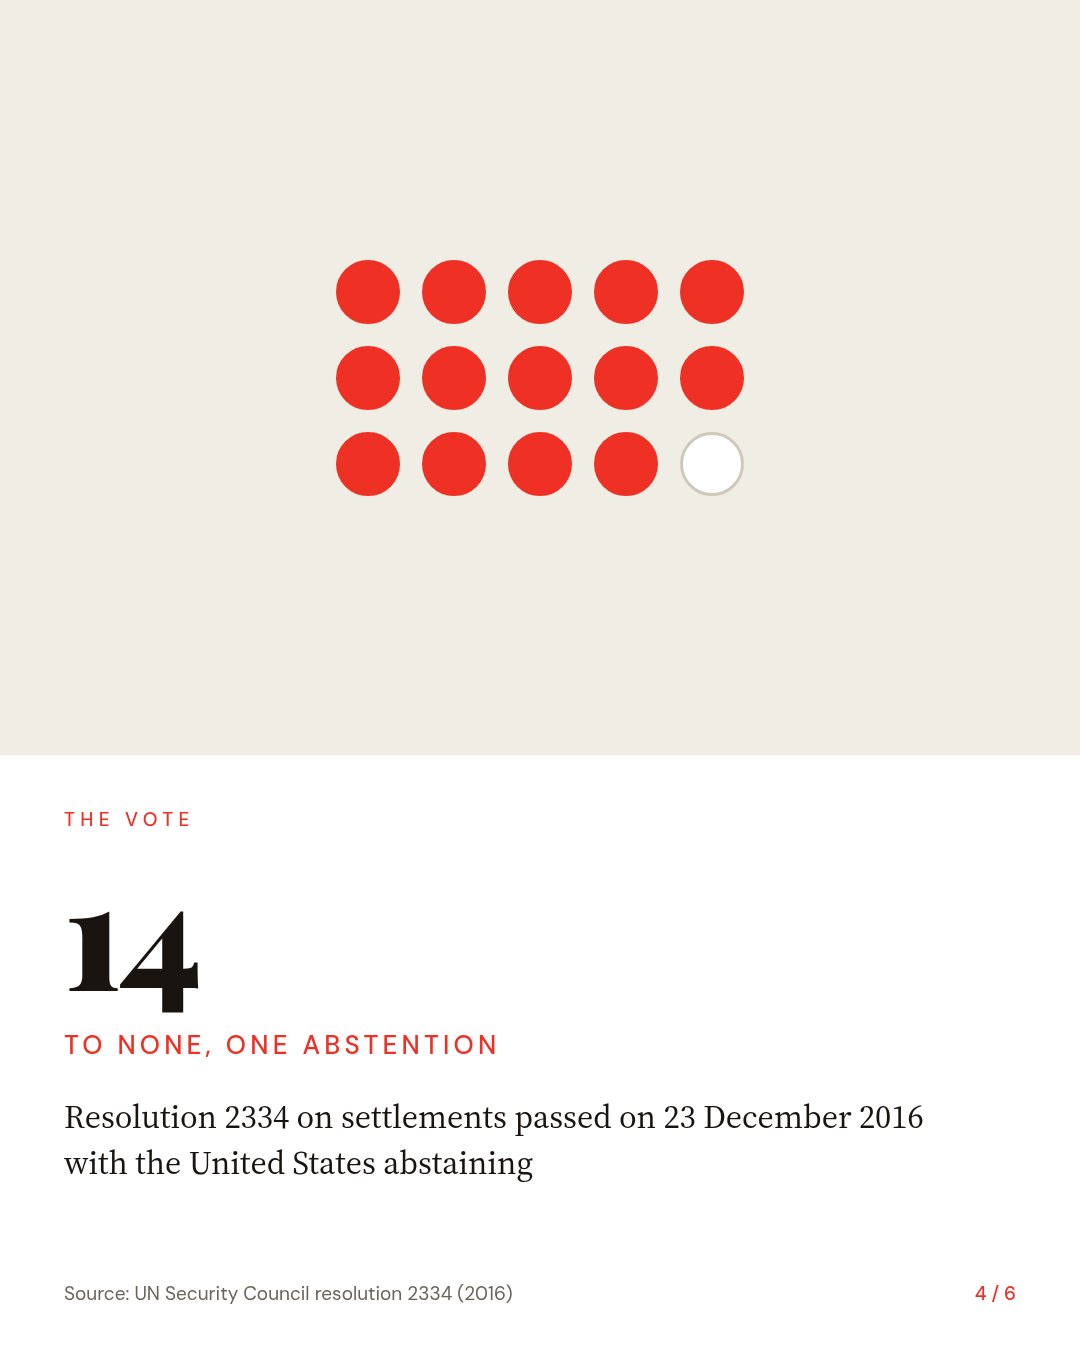 THE VOTE
14
TO NONE, ONE ABSTENTION
Resolution 2334 on settlements passed on 23 December 2016
with the United States abstaining
Source: UN Security Council resolution 2334 (2016)
4 / 6